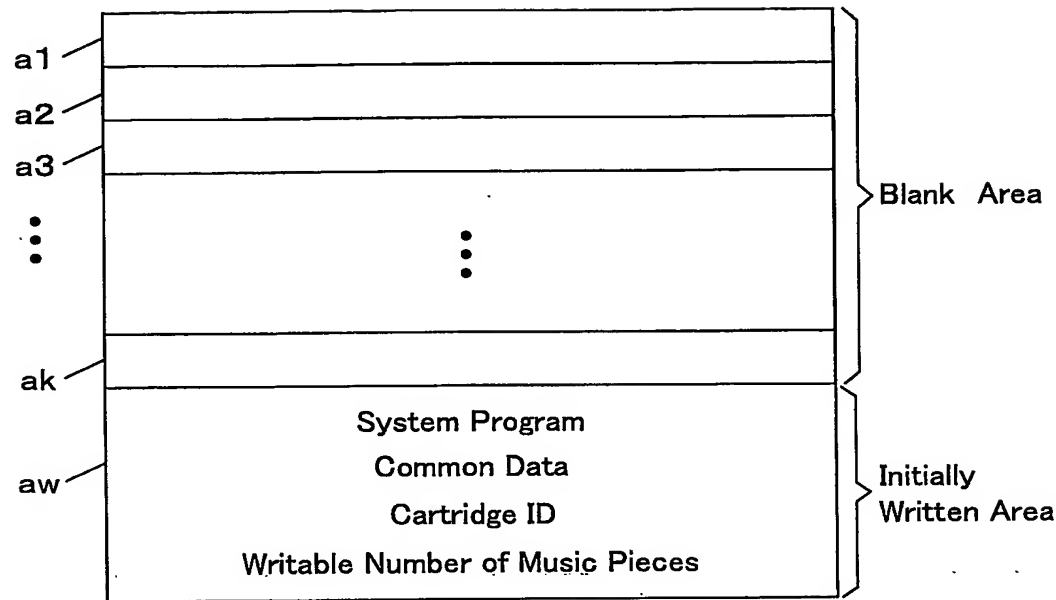 a1
a2
a3
Blank Area
ak
System Program
Common Data
aw
Initially
Written Area
Cartridge ID
Writable Number of Music Pieces